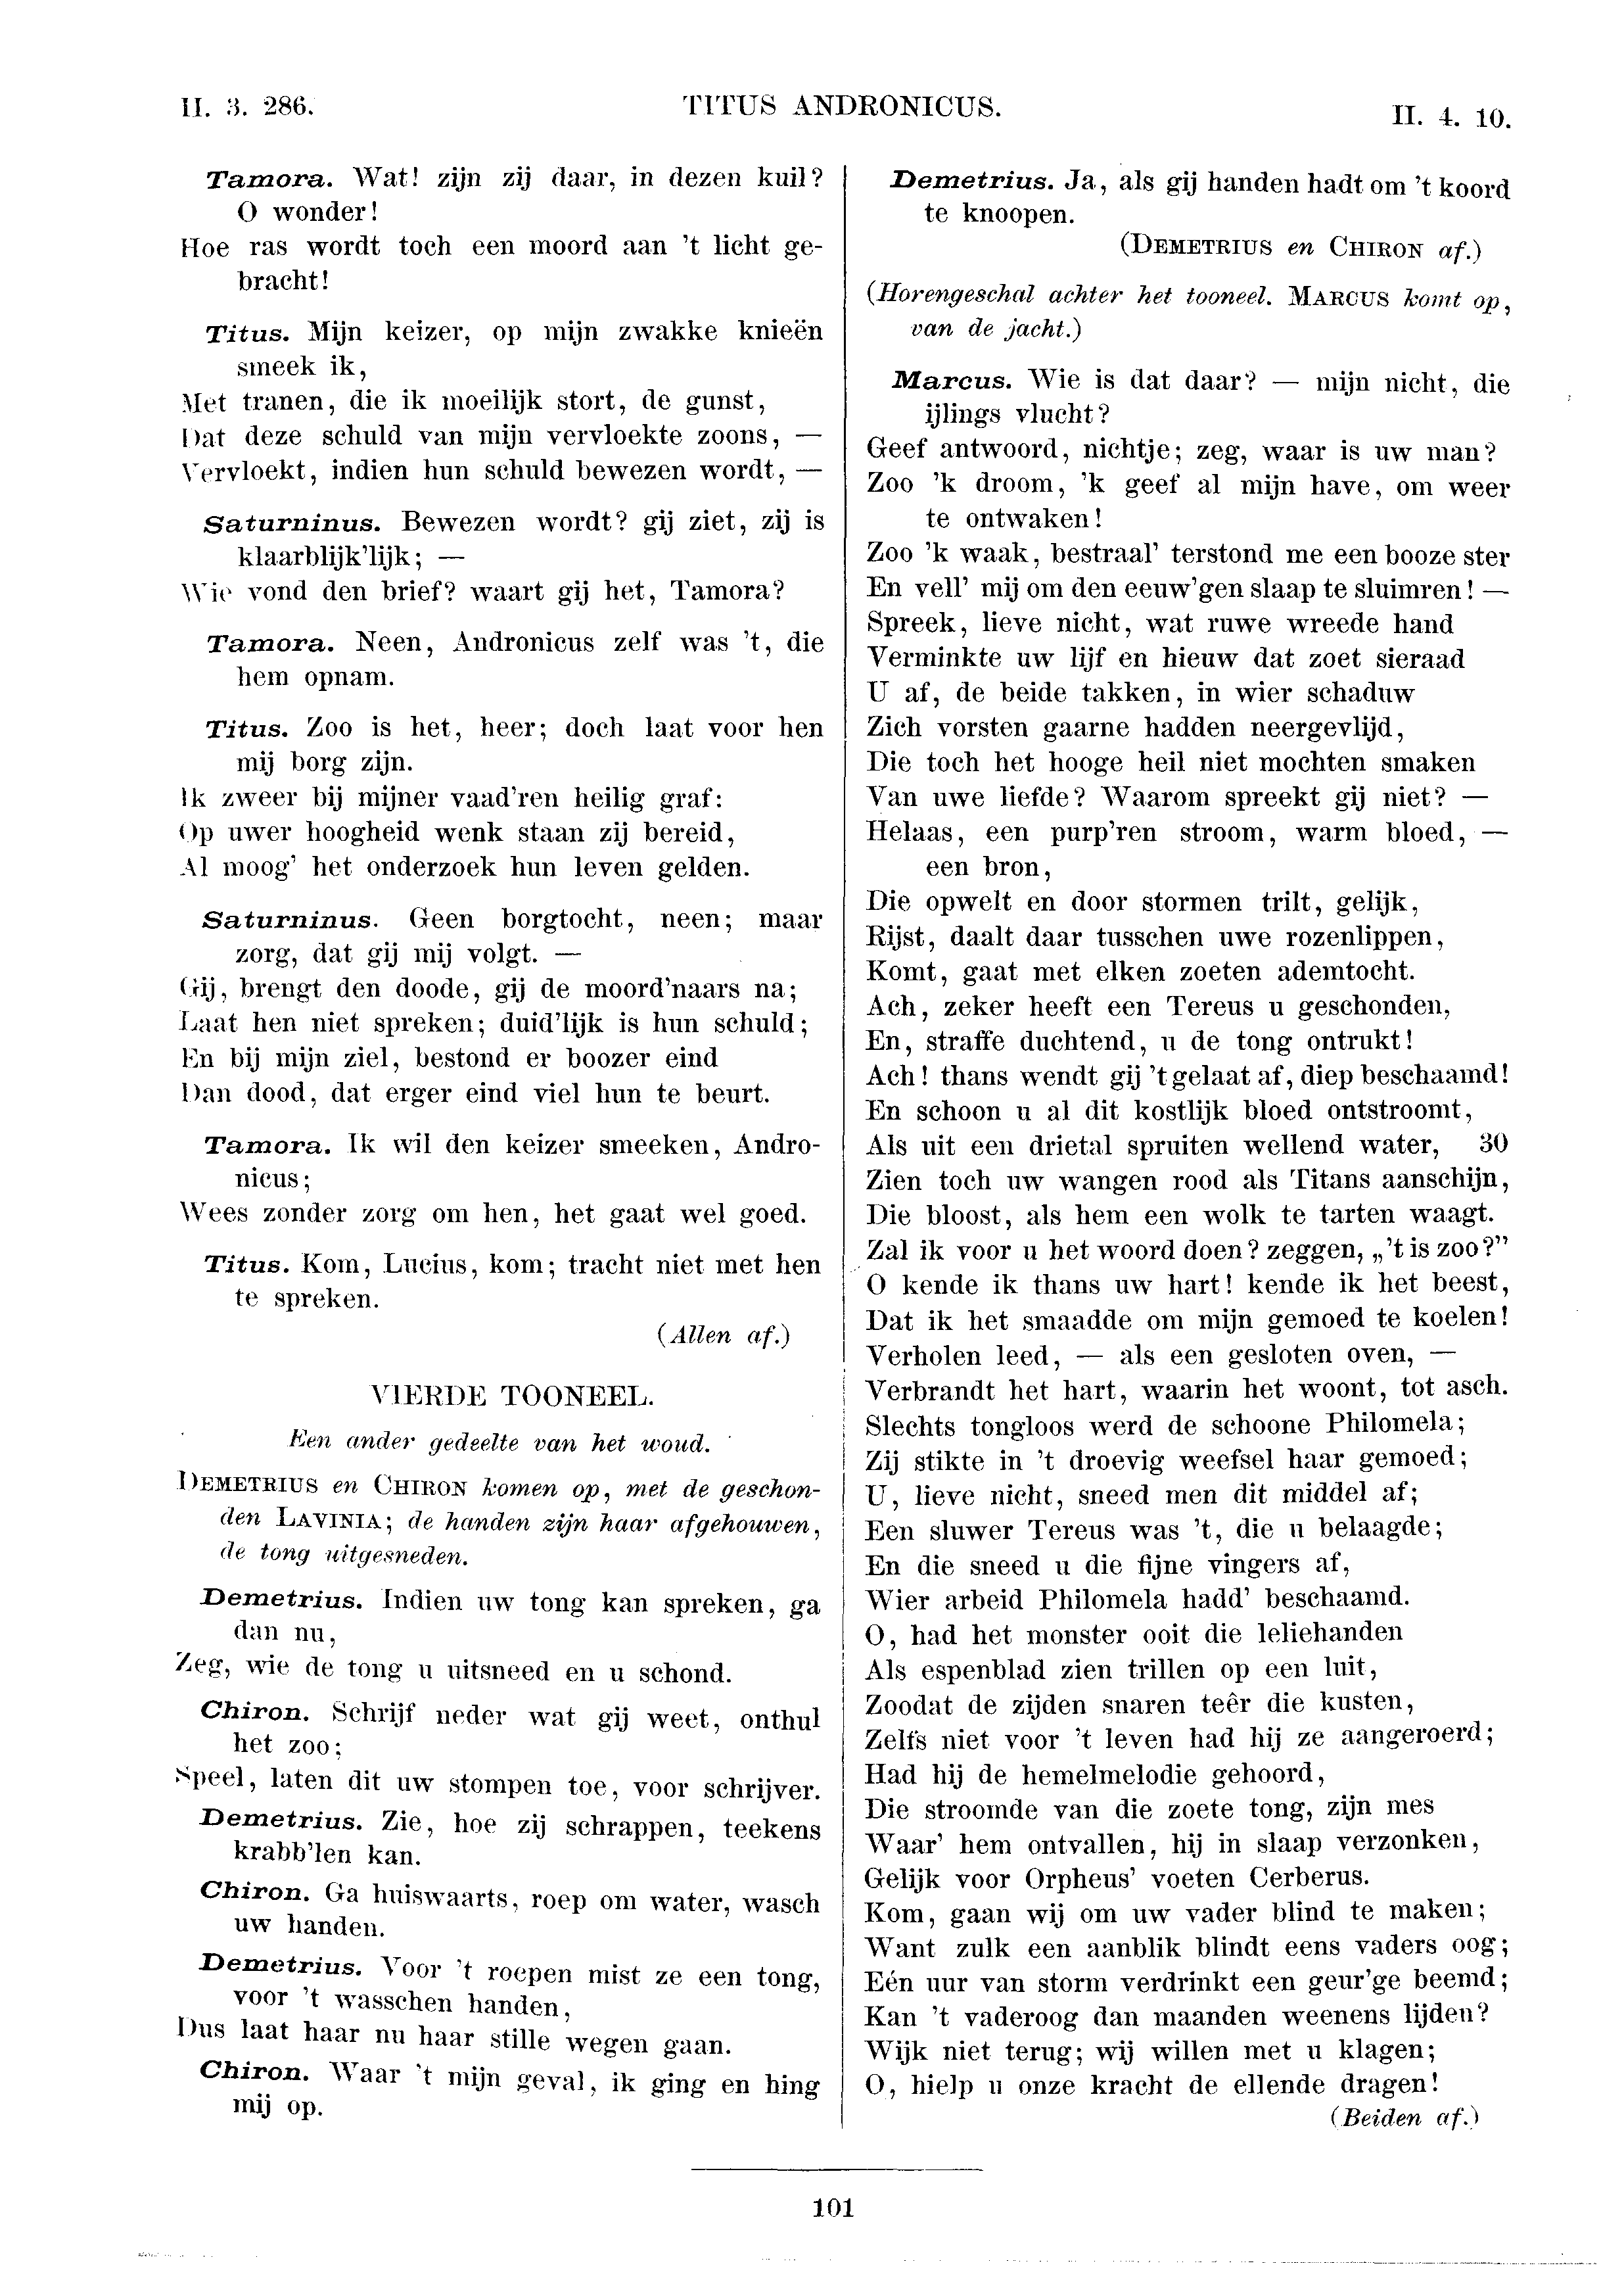 II. 3. 286.
TITUS ANDRONICUS.
II. 4. 10.
Tamora. Wat! zijn zij daar, in dezen kuil?
O wonder!
Hoe ras wordt toch een moord aan 't licht ge-
bracht!
Titus. Mijn keizer, op mijn zwakke knieën
smeek ik,
Met tranen, die ik moeilijk stort, de gunst,
Dat deze schuld van mijn vervloekte zoons, —
Vervloekt, indien hun schuld bewezen wordt, —
Saturninus. Bewezen wordt? gij ziet, zij is
klaarblijk'lijk; —
Wie vond den brief? waart gij het, Tamora?
Tamora. Neen, Andronicus zelf was 't, die
hem opnam.
Titus. Zoo is het, heer; doch laat voor hen
mij borg zijn.
Ik zweer bij mijner vaad'ren heilig graf:
Op uwer hoogheid wenk staan zij bereid,
Al moog' het onderzoek hun leven gelden.
Saturninus. Geen borgtocht, neen; maar
zorg, dat gij mij volgt. —
Gij, brengt den doode, gij de moord'naars na;
Laat hen niet spreken; duid'lijk is hun schuld;
En bij mijn ziel, bestond er boozer eind
Dan dood, dat erger eind viel hun te beurt.
Tamora. Ik wil den keizer smeeken, Andro-
nicus;
Wees zonder zorg om hen, het gaat wel goed.
Titus. Kom, Lucius, kom; tracht niet met hen
te spreken.
(Allen af.)
VIERDE TOONEEL.
Een ander gedeelte van het woud.
DEMETRIUS en CHIRON komen op, met de geschon-
den LAVINIA; de handen zijn haar afgehouwen,
de tong uitgesneden.
Demetrius. Indien uw tong kan spreken, ga
dan nu,
Zeg, wie de tong u uitsneed en u schond.
Chiron. Schrijf neder wat gij weet, onthul
het zoo;
Speel, laten dit uw stompen toe, voor schrijver.
Demetrius. Zie, hoe zij schrappen, teekens
krabb'len kan.
Chiron. Ga huiswaarts, roep om water, wasch
uw handen.
Demetrius. Voor 't roepen mist ze een tong,
voor 't wasschen handen,
Dus laat haar nu haar stille wegen gaan.
Chiron. Waar 't mijn geval, ik ging en hing
mij op.
Demetrius. Ja, als gij handen hadt om 't koord
te knoopen.
(DEMETRIUS en CHIRON af.)
(Horengeschal achter het tooneel. MARCUS komt op,
van de jacht.)
Marcus. Wie is dat daar? — mijn nicht, die
ijlings vlucht?
Geef antwoord, nichtje; zeg, waar is uw man?
Zoo 'k droom, 'k geef al mijn have, om weer
te ontwaken!
Zoo 'k waak, bestraal' terstond me een booze ster
En vell' mij om den eeuw'gen slaap te sluimren! —
Spreek, lieve nicht, wat ruwe wreede hand
Verminkte uw lijf en hieuw dat zoet sieraad
U af, de beide takken, in wier schaduw
Zich vorsten gaarne hadden neergevlijd,
Die toch het hooge heil niet mochten smaken
Van uwe liefde? Waarom spreekt gij niet? —
Helaas, een purp'ren stroom, warm bloed, —
een bron,
Die opwelt en door stormen trilt, gelijk,
Rijst, daalt daar tusschen uwe rozenlippen,
Komt, gaat met elken zoeten ademtocht.
Ach, zeker heeft een Tereus u geschonden,
En, straffe duchtend, u de tong ontrukt!
Ach! thans wendt gij 't gelaat af, diep beschaamd!
En schoon u al dit kostlijk bloed ontstroomt,
Als uit een drietal spruiten wellend water, 30
Zien toch uw wangen rood als Titans aanschijn,
Die bloost, als hem een wolk te tarten waagt.
Zal ik voor u het woord doen? zeggen, „'t is zoo?”
O kende ik thans uw hart! kende ik het beest,
Dat ik het smaadde om mijn gemoed te koelen!
Verholen leed, — als een gesloten oven, —
Verbrandt het hart, waarin het woont, tot asch.
Slechts tongloos werd de schoone Philomela;
Zij stikte in 't droevig weefsel haar gemoed;
U, lieve nicht, sneed men dit middel af;
Een sluwer Tereus was 't, die u belaagde;
En die sneed u die fijne vingers af,
Wier arbeid Philomela hadd' beschaamd.
O, had het monster ooit die leliehanden
Als espenblad zien trillen op een luit,
Zoodat de zijden snaren teêr die kusten,
Zelfs niet voor 't leven had hij ze aangeroerd;
Had hij de hemelmelodie gehoord,
Die stroomde van die zoete tong, zijn mes
Waar' hem ontvallen, hij in slaap verzonken,
Gelijk voor Orpheus' voeten Cerberus.
Kom, gaan wij om uw vader blind te maken;
Want zulk een aanblik blindt eens vaders oog;
Eén uur van storm verdrinkt een geur'ge beemd;
Kan 't vaderoog dan maanden weenens lijden?
Wijk niet terug; wij willen met u klagen;
O, hielp u onze kracht de ellende dragen!
(Beiden af.)
101